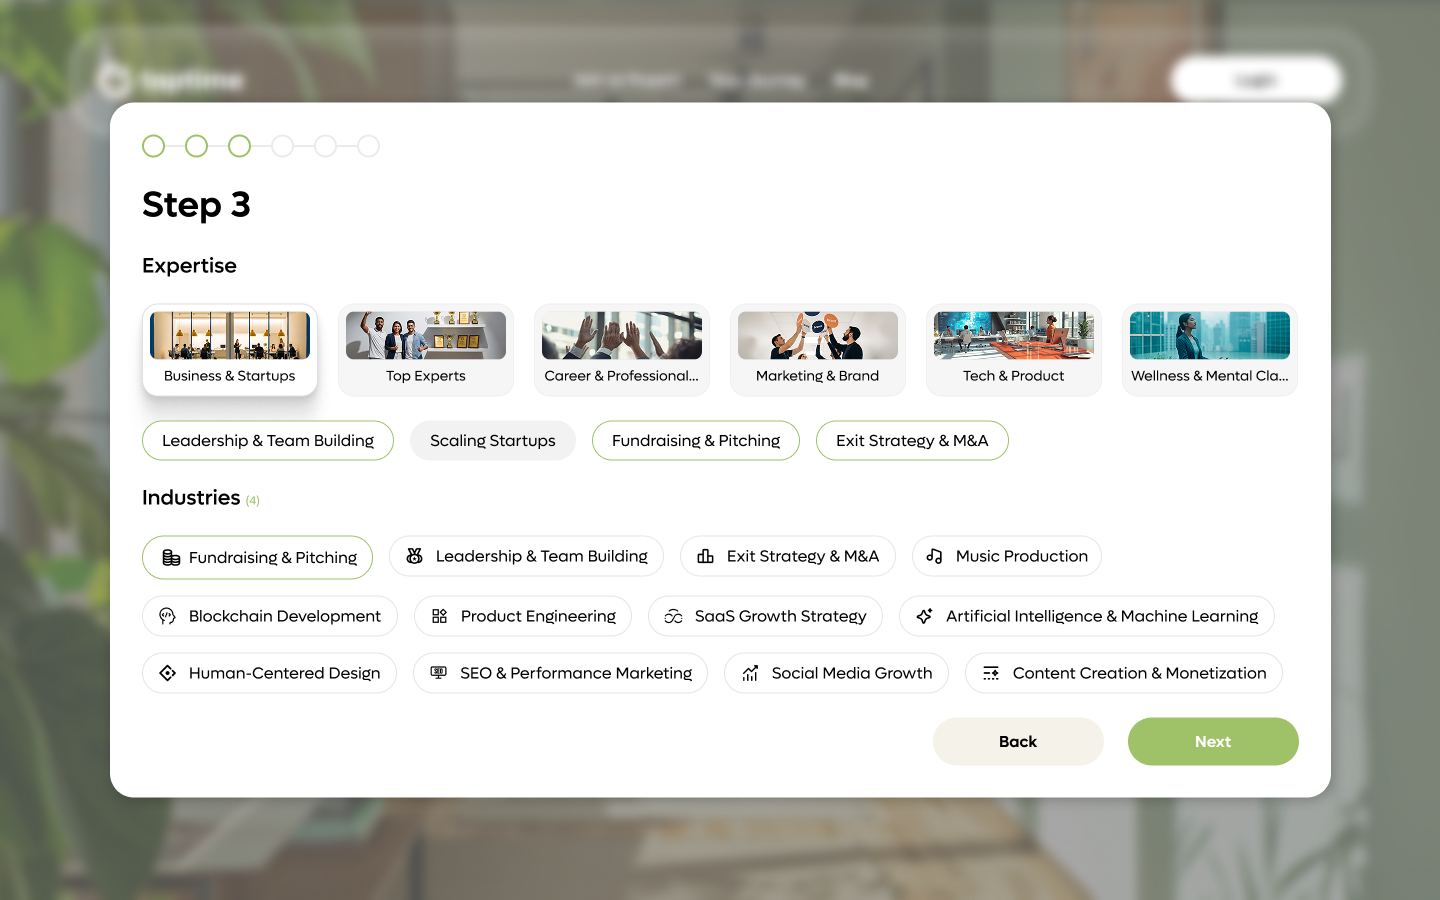 taptime
Login
Step 3
Expertise
Business & Startups
Top Experts
Career & Professional...
Marketing & Brand
Tech & Product
Wellness & Mental Cla...
Leadership & Team Building
Scaling Startups
Fundraising & Pitching
Exit Strategy & M&A
Industries (4)
Fundraising & Pitching
Leadership & Team Building
Exit Strategy & M&A
Music Production
Blockchain Development
Product Engineering
SaaS Growth Strategy
Artificial Intelligence & Machine Learning
Human-Centered Design
SEO & Performance Marketing
Social Media Growth
Content Creation & Monetization
Back
Next